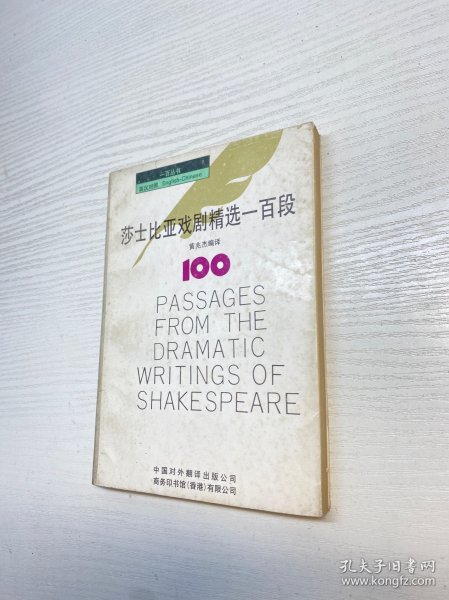 一百丛书
英汉对照 English-Chinese
莎士比亚戏剧精选一百段
黄兆杰编译
100
PASSAGES
FROM THE
DRAMATIC
WRITINGS OF
SHAKESPEARE
中国对外翻译出版公司
商务印书馆(香港)有限公司
孔夫子旧书网
www.kongfz.com